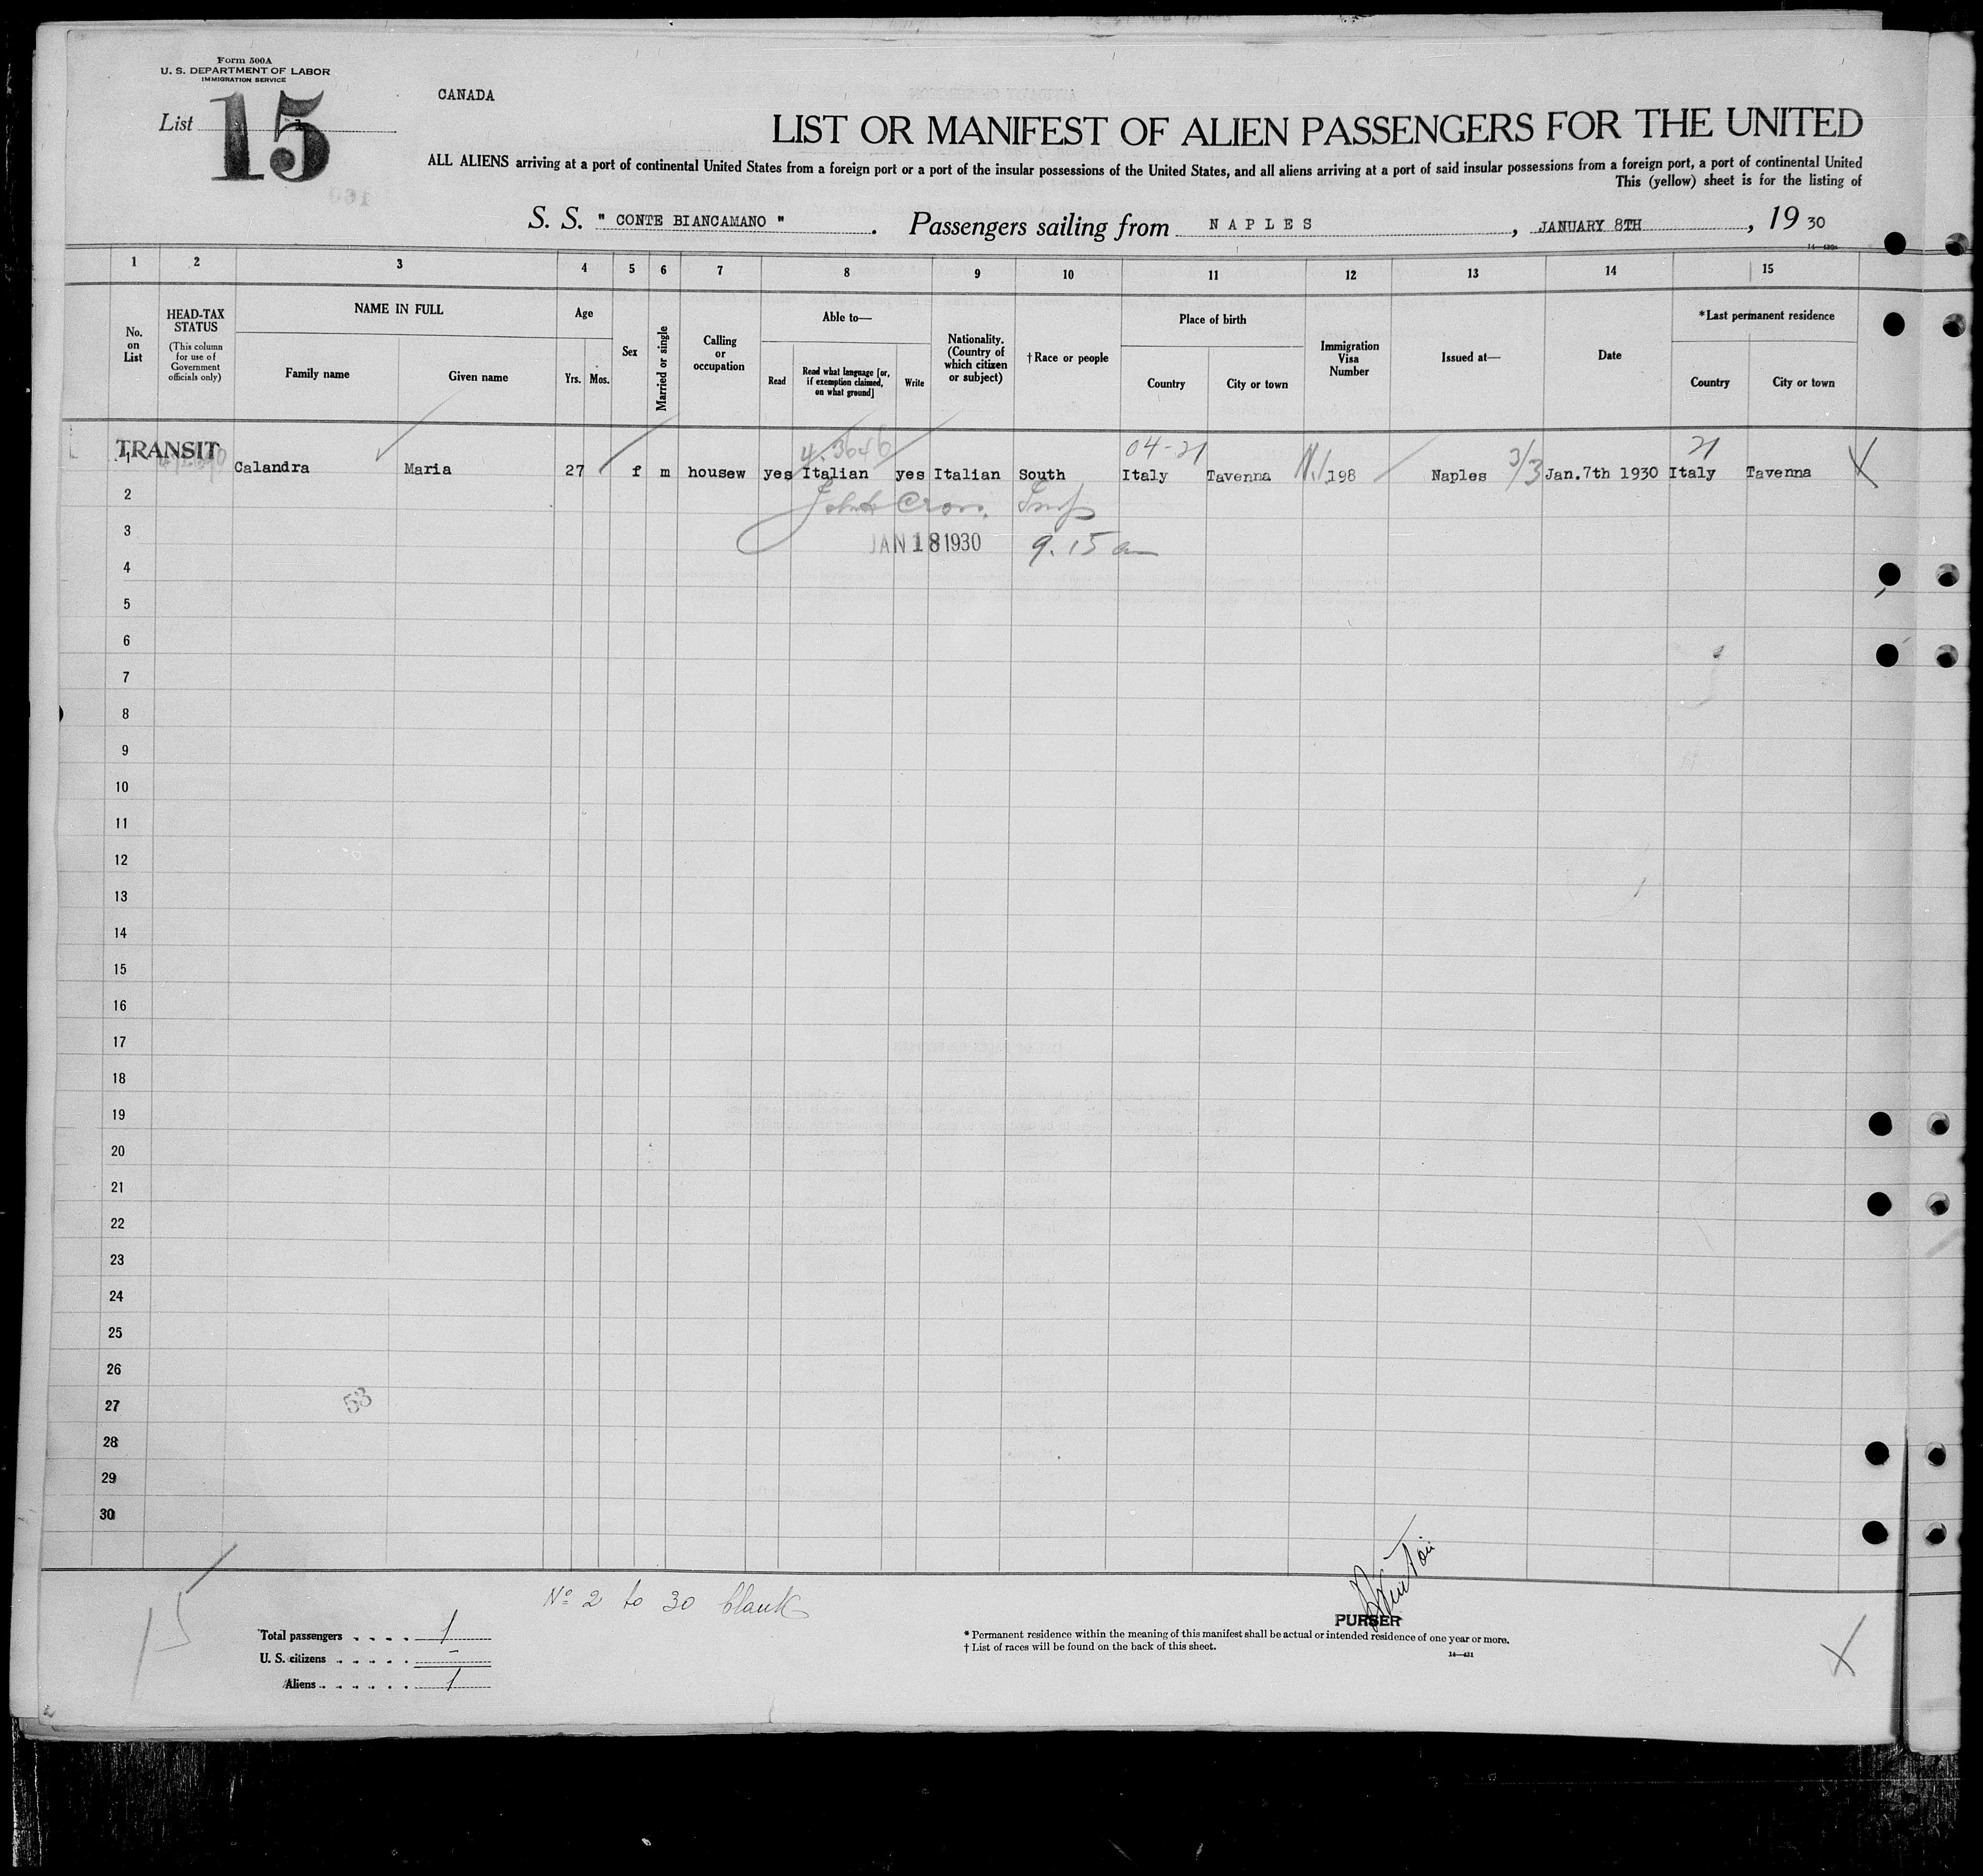 Form 500A
U. S. DEPARTMENT OF LABOR
IMMIGRATION SERVICE
CANADA
List 15
LIST OR MANIFEST OF ALIEN PASSENGERS FOR THE UNITED
ALL ALIENS arriving at a port of continental United States from a foreign port or a port of the insular possessions of the United States, and all aliens arriving at a port of said insular possessions from a foreign port, a port of continental United
This (yellow) sheet is for the listing of
S. S. " CONTE BIANCAMANO ". Passengers sailing from NAPLES, JANUARY 8TH, 19 30
1 2 3 4 5 6 7 8 9 10 11 12 13 14 15
No. on List
HEAD-TAX STATUS
(This column for use of Government officials only)
NAME IN FULL
Family name
Given name
Age
Yrs. Mos.
Sex
Married or single
Calling or occupation
Able to—
Read
Read what language [or, if exemption claimed, on what ground]
Write
Nationality. (Country of which citizen or subject)
† Race or people
Place of birth
Country
City or town
Immigration Visa Number
Issued at—
Date
*Last permanent residence
Country
City or town
04-21 21
TRANSIT
1 Calandra Maria 27 f m housew yes Italian yes Italian South Italy Tavenna 198 Naples 3/3 Jan.7th 1930 Italy Tavenna
2
3 JAN 18 1930 9.15 am
4
5
6
7
8
9
10
11
12
13
14
15
16
17
18
19
20
21
22
23
24
25
26
27
53
28
29
30
15
Nº 2 to 30 blank
PURSER
Total passengers . . . . 1
U. S. citizens . . . . . –
Aliens . . . . . . 1
* Permanent residence within the meaning of this manifest shall be actual or intended residence of one year or more.
† List of races will be found on the back of this sheet.
14—431